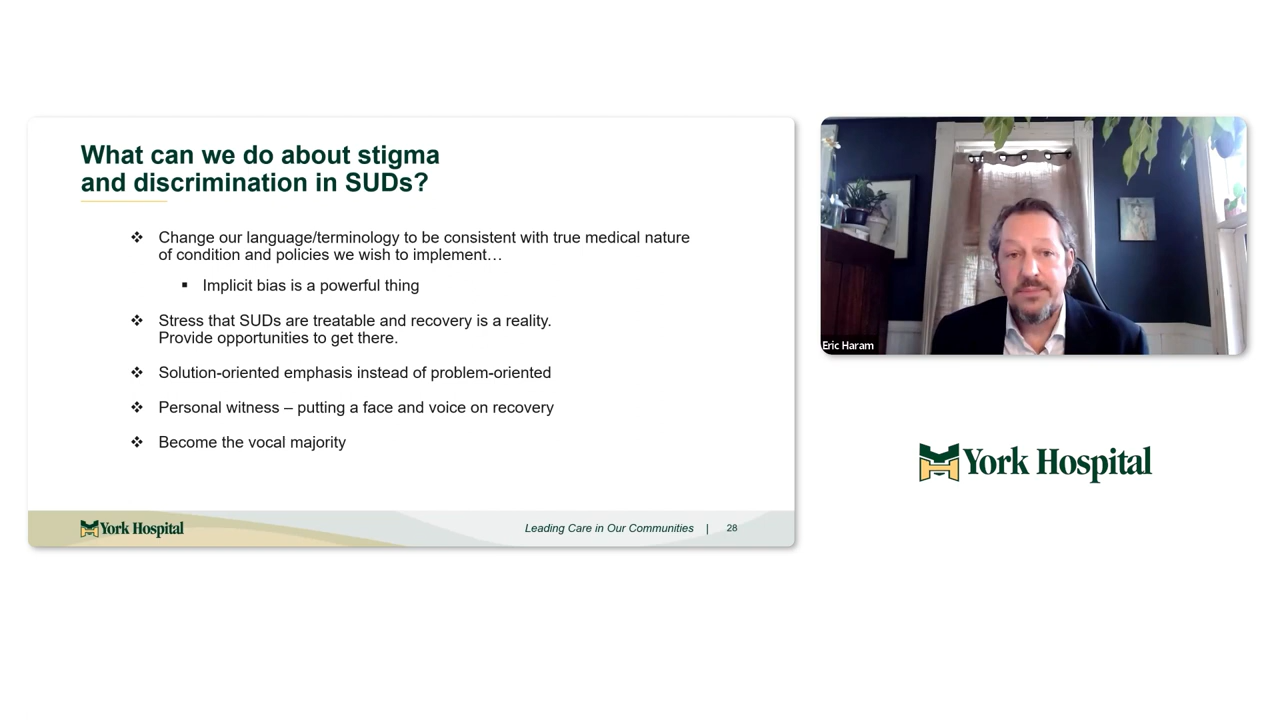 What can we do about stigma
and discrimination in SUDs?
❖ Change our language/terminology to be consistent with true medical nature
of condition and policies we wish to implement…
▪ Implicit bias is a powerful thing
❖ Stress that SUDs are treatable and recovery is a reality.
Provide opportunities to get there.
❖ Solution-oriented emphasis instead of problem-oriented
❖ Personal witness – putting a face and voice on recovery
❖ Become the vocal majority
York Hospital
Leading Care in Our Communities | 28
Eric Haram
York Hospital